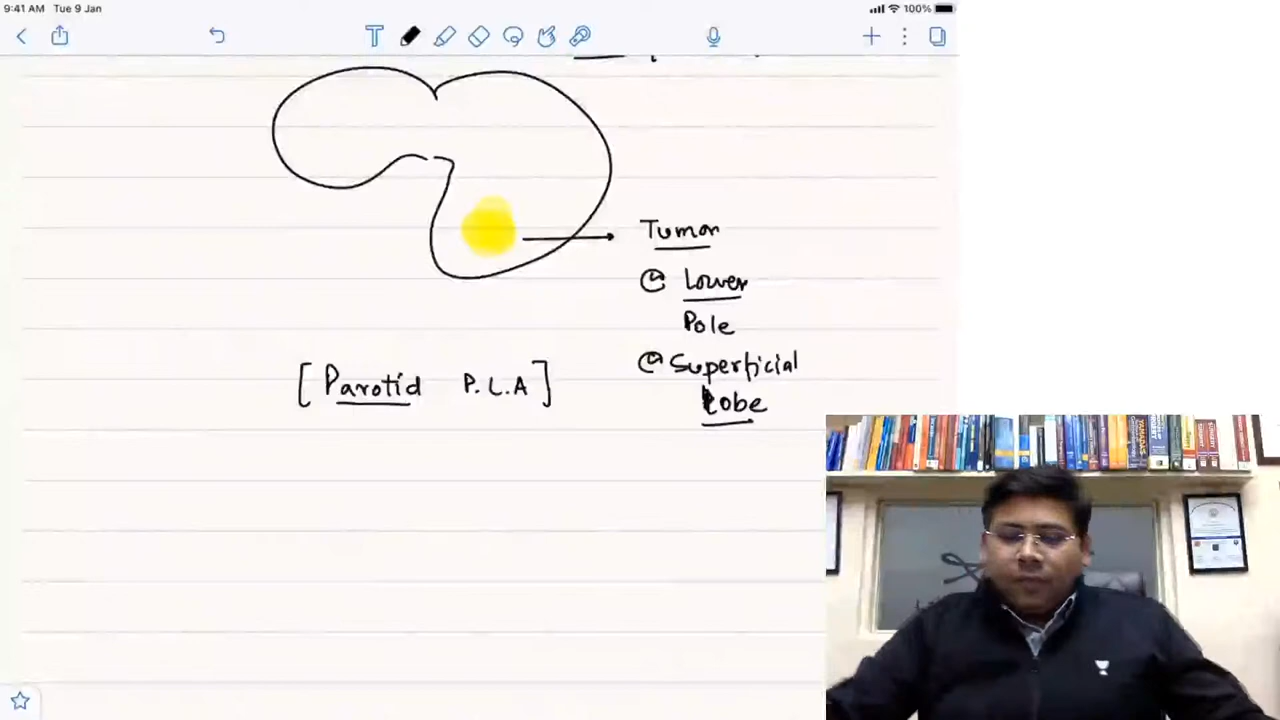 9:41 AM Tue 9 Jan
100%
T
Tumor
@ Lower
Pole
@ Superficial
Lobe
[ Parotid P.L.A ]